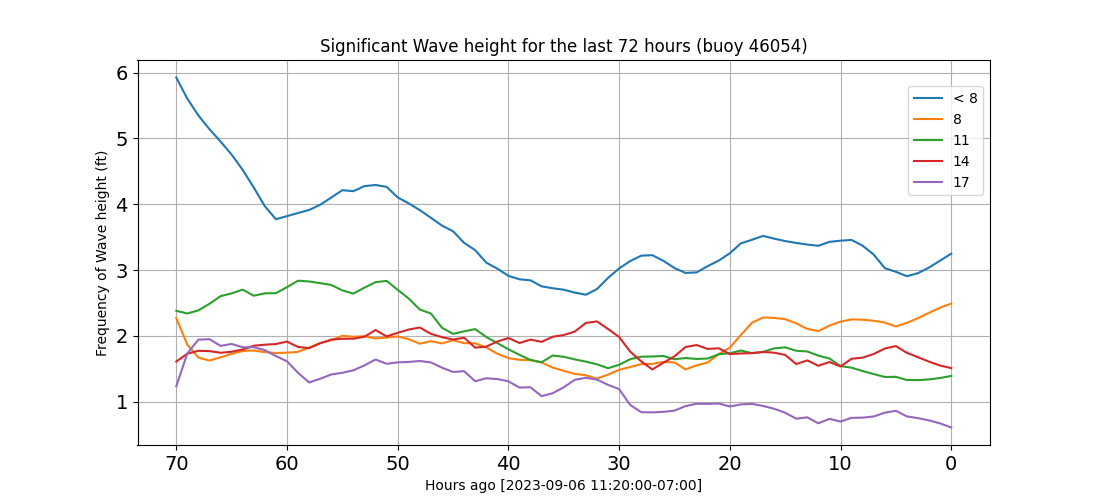 Significant Wave height for the last 72 hours (buoy 46054)
Frequency of Wave height (ft)
6
5
4
3
2
1
< 8
8
11
14
17
70 60 50 40 30 20 10 0
Hours ago [2023-09-06 11:20:00-07:00]